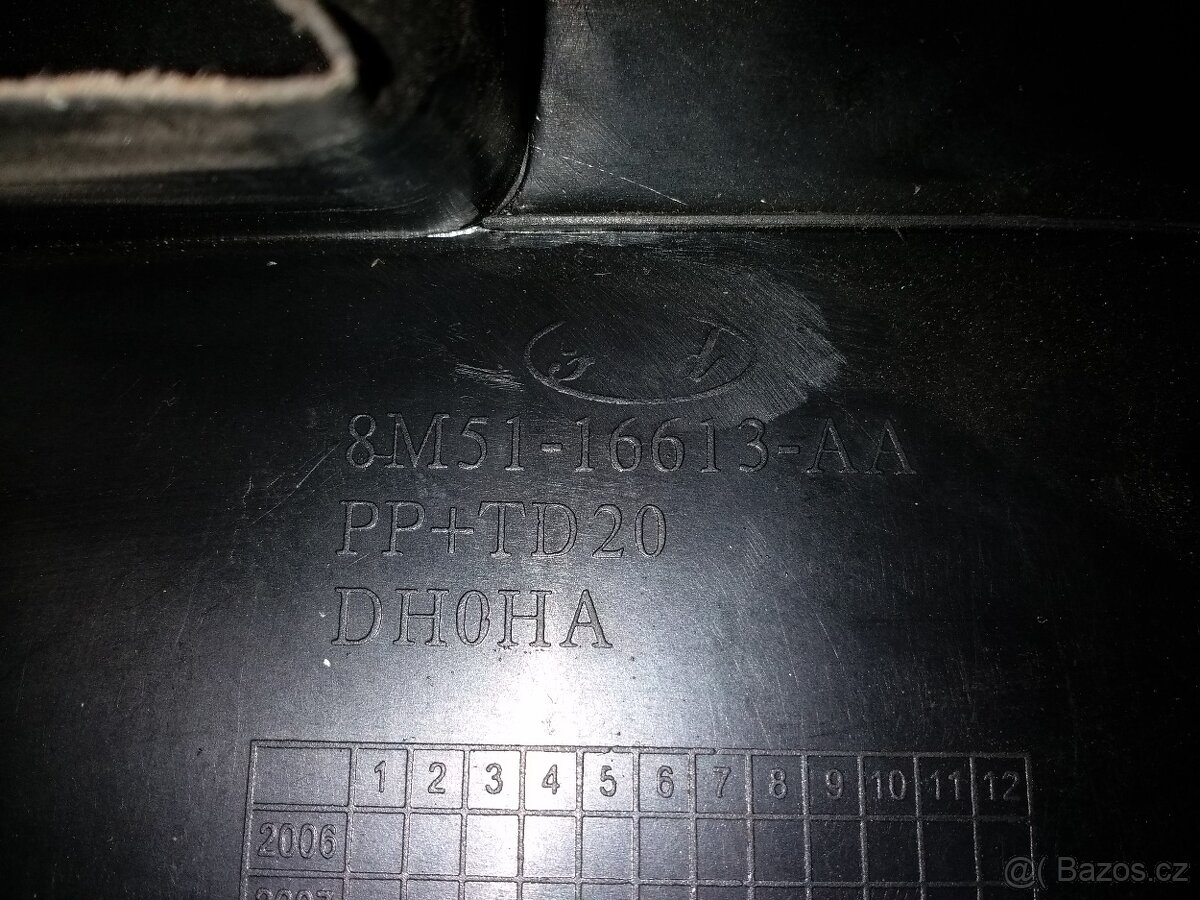 8M51-16613-AA
PP+TD20
DH0HA
1 2 3 4 5 6 7 8 9 10 11 12
2006
2007
@( Bazos.cz